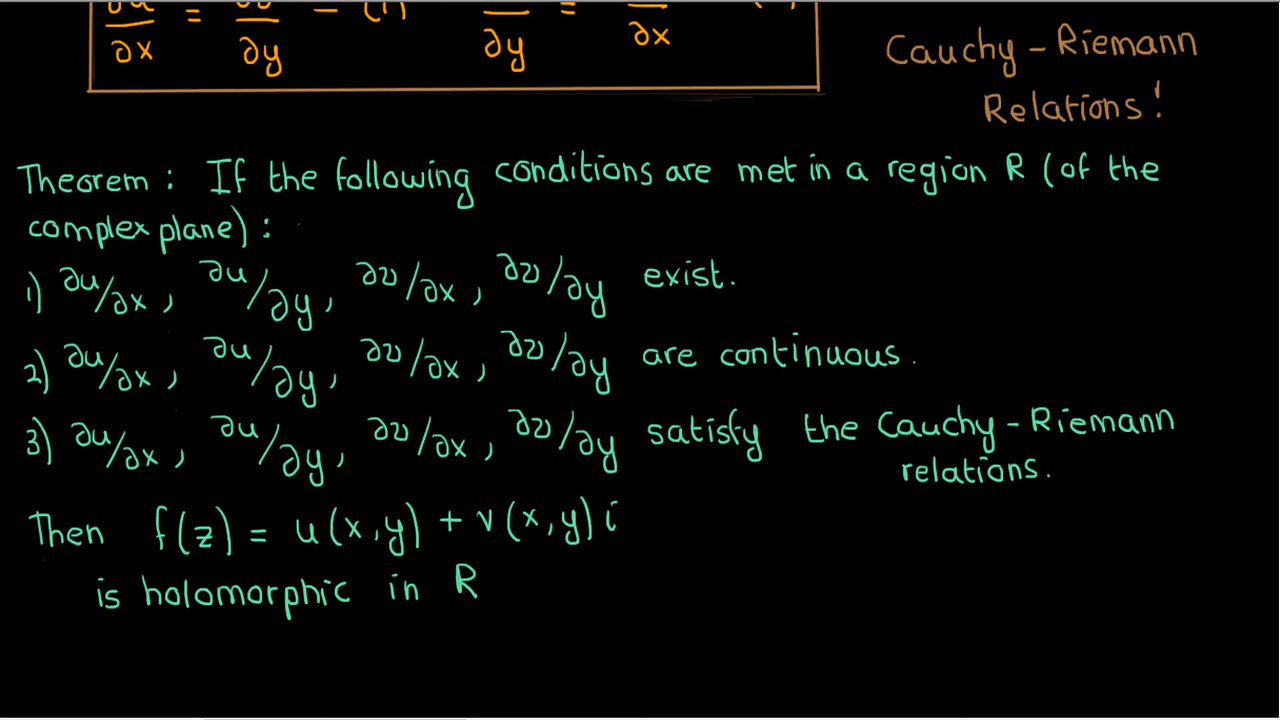 ∂x = ∂y – (1) ∂y = ∂x
Cauchy – Riemann
Relations!
Theorem: If the following conditions are met in a region R (of the
complex plane):
1) ∂u/∂x, ∂u/∂y, ∂v/∂x, ∂v/∂y exist.
2) ∂u/∂x, ∂u/∂y, ∂v/∂x, ∂v/∂y are continuous.
3) ∂u/∂x, ∂u/∂y, ∂v/∂x, ∂v/∂y satisfy the Cauchy – Riemann
relations.
Then f(z) = u(x,y) + v(x,y) i
is holomorphic in R